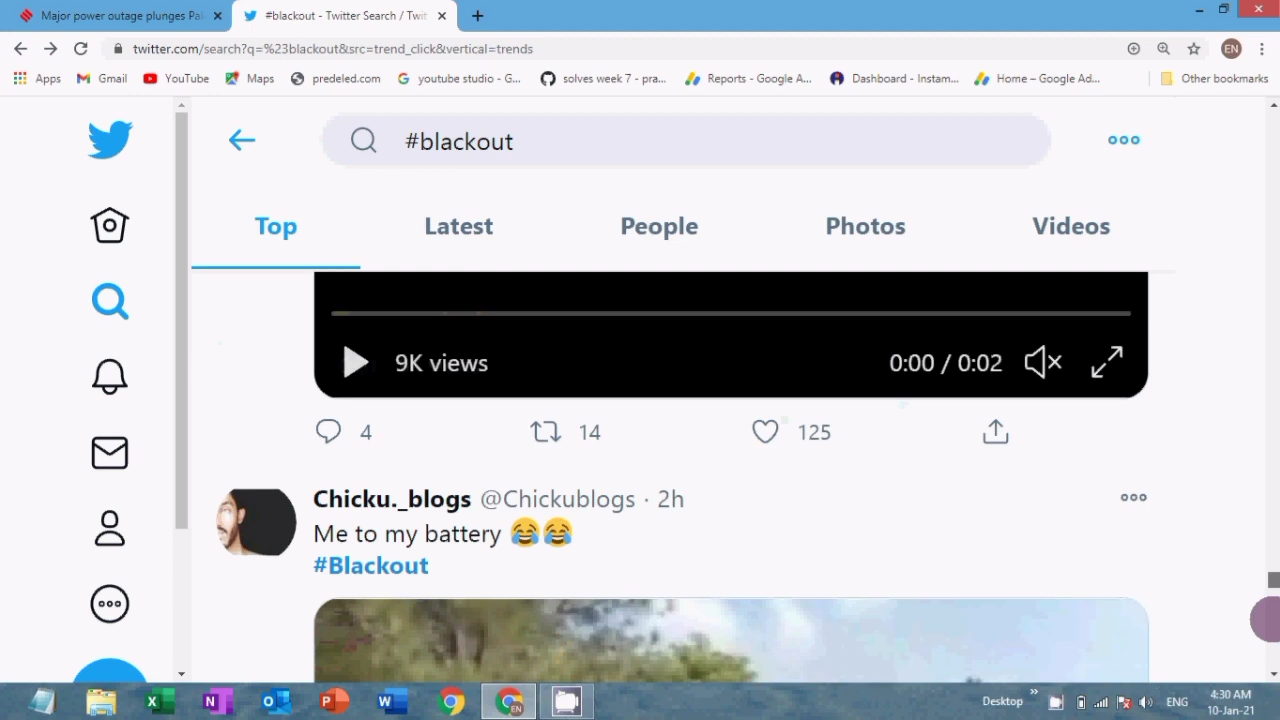 Major power outage plunges Pak
#blackout - Twitter Search / Twit
twitter.com/search?q=%23blackout&src=trend_click&vertical=trends
EN
Apps
Gmail
YouTube
Maps
predeled.com
youtube studio - G...
solves week 7 - pra...
Reports - Google A...
Dashboard - Instam...
Home – Google Ad...
Other bookmarks
#blackout
Top
Latest
People
Photos
Videos
9K views
0:00 / 0:02
4
14
125
Chicku._blogs @Chickublogs · 2h
Me to my battery 😂😂
#Blackout
Desktop
ENG
4:30 AM
10-Jan-21